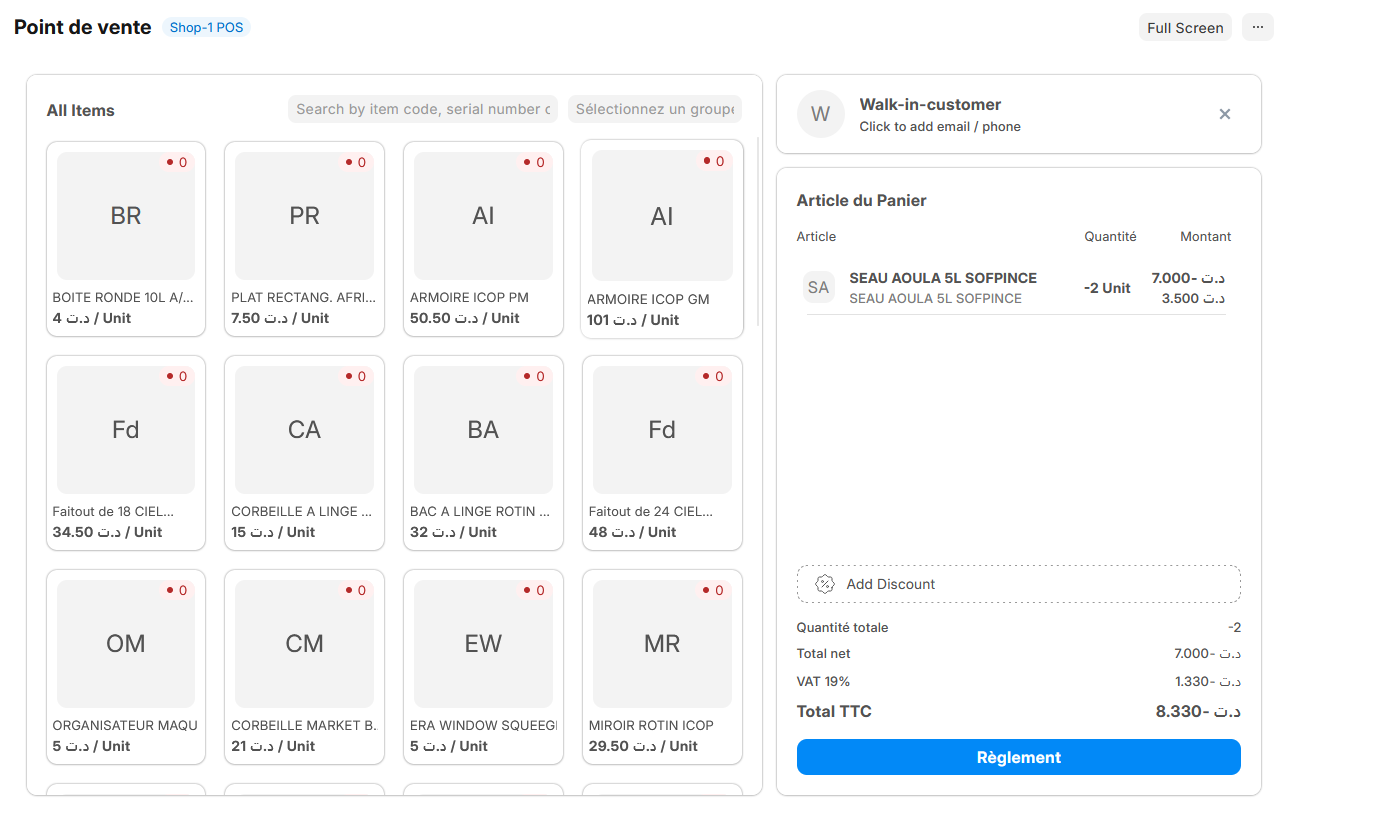 Point de vente Shop-1 POS
Full Screen ...
All Items
Search by item code, serial number
Sélectionnez un groupe
0 0 0 0
BR PR AI AI
BOITE RONDE 10L A/... PLAT RECTANG. AFRI... ARMOIRE ICOP PM ARMOIRE ICOP GM
4 د.ت / Unit 7.50 د.ت / Unit 50.50 د.ت / Unit 101 د.ت / Unit
0 0 0 0
Fd CA BA Fd
Faitout de 18 CIEL... CORBEILLE A LINGE ... BAC A LINGE ROTIN ... Faitout de 24 CIEL...
34.50 د.ت / Unit 15 د.ت / Unit 32 د.ت / Unit 48 د.ت / Unit
0 0 0 0
OM CM EW MR
ORGANISATEUR MAQU CORBEILLE MARKET B. ERA WINDOW SQUEEG MIROIR ROTIN ICOP
5 د.ت / Unit 21 د.ت / Unit 5 د.ت / Unit 29.50 د.ت / Unit
W
Walk-in-customer
Click to add email / phone
Article du Panier
Article Quantité Montant
SA
SEAU AOULA 5L SOFPINCE -2 Unit د.ت -7.000
SEAU AOULA 5L SOFPINCE د.ت 3.500
Add Discount
Quantité totale -2
Total net د.ت -7.000
VAT 19% د.ت -1.330
Total TTC د.ت -8.330
Règlement